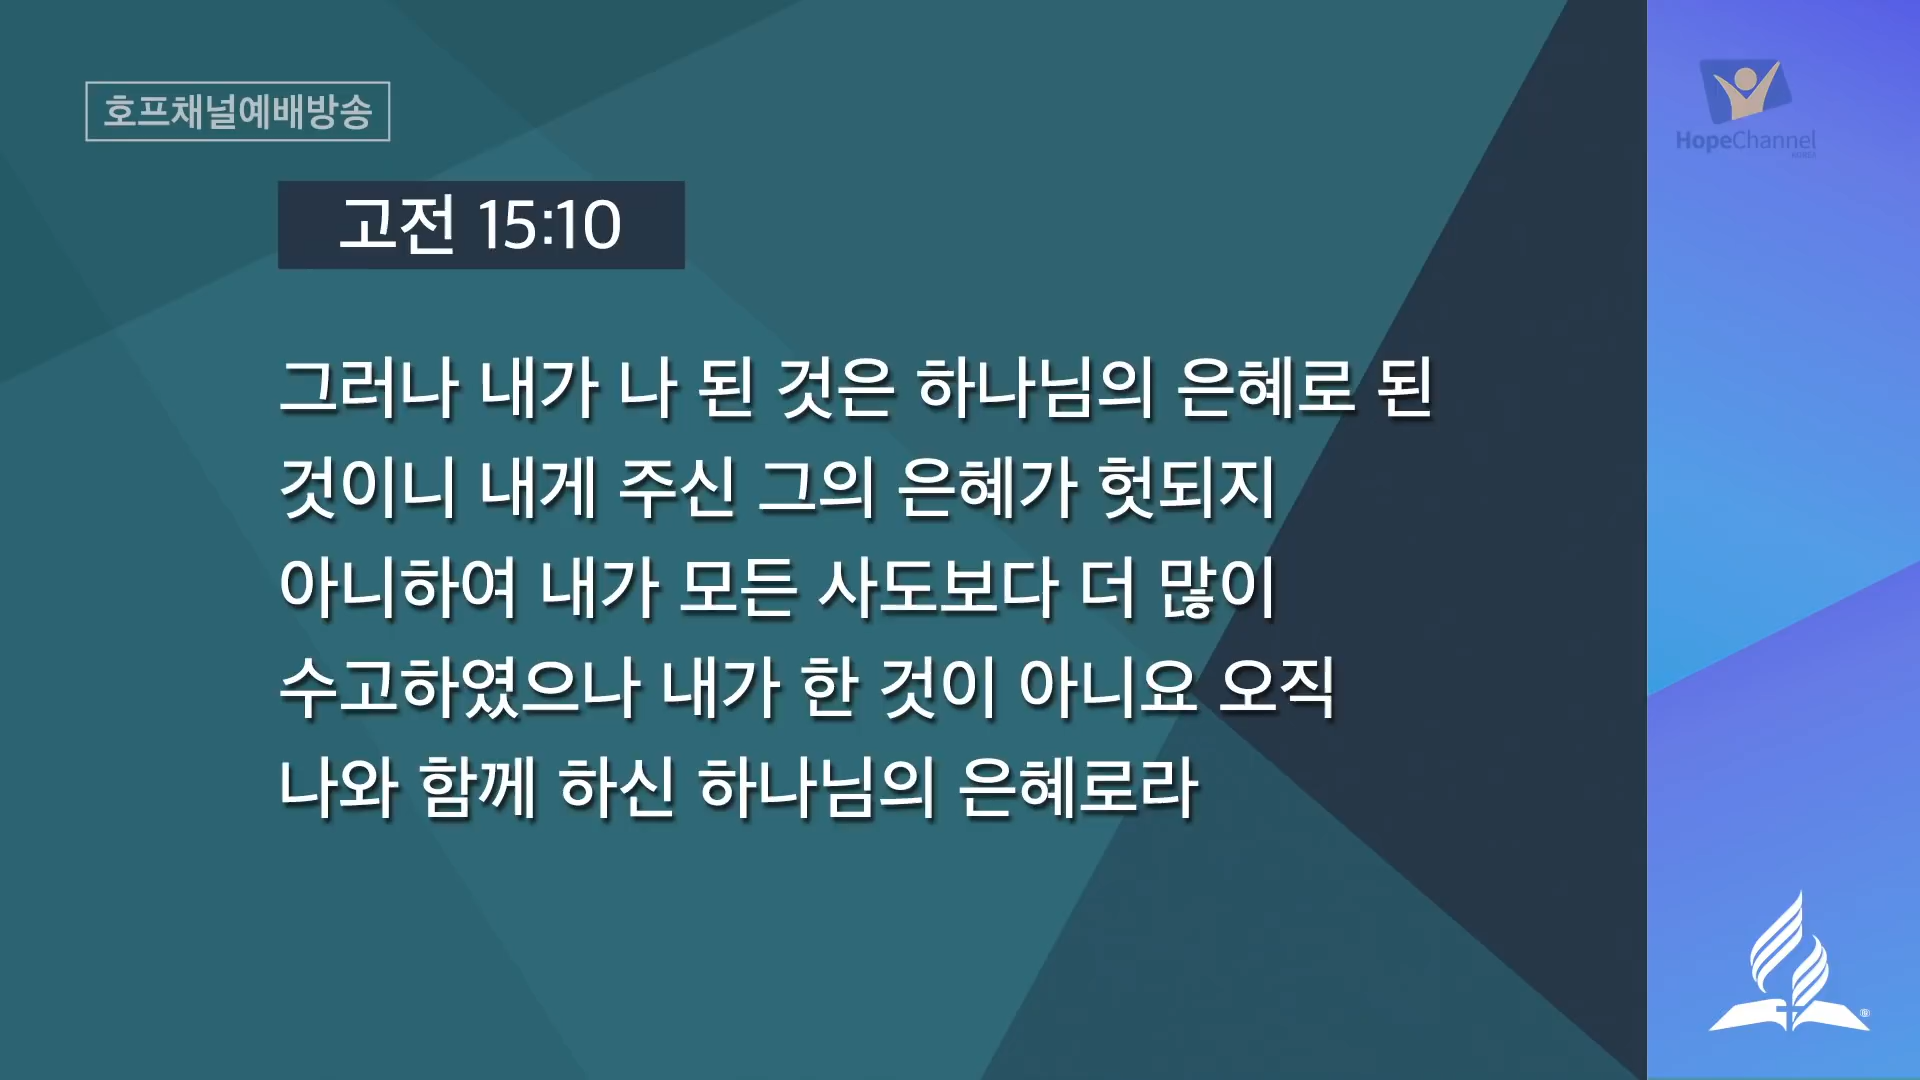 호프채널예배방송
HopeChannel
KOREA
고전 15:10
그러나 내가 나 된 것은 하나님의 은혜로 된
것이니 내게 주신 그의 은혜가 헛되지
아니하여 내가 모든 사도보다 더 많이
수고하였으나 내가 한 것이 아니요 오직
나와 함께 하신 하나님의 은혜로라